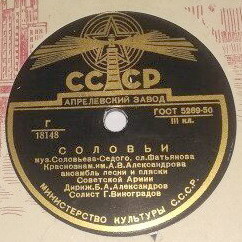 СССР
АПРЕЛЕВСКИЙ ЗАВОД
Г
18148
ГОСТ 5289-50
III кл.
СОЛОВЬИ
муз. Соловьева-Седого, сл. Фатьянова
Краснознам. им. А.В. Александрова
ансамбль песни и пляски
Советской Армии
Дириж. Б.А. Александров
Солист Г. Виноградов
МИНИСТЕРСТВО КУЛЬТУРЫ С.С.С.Р.